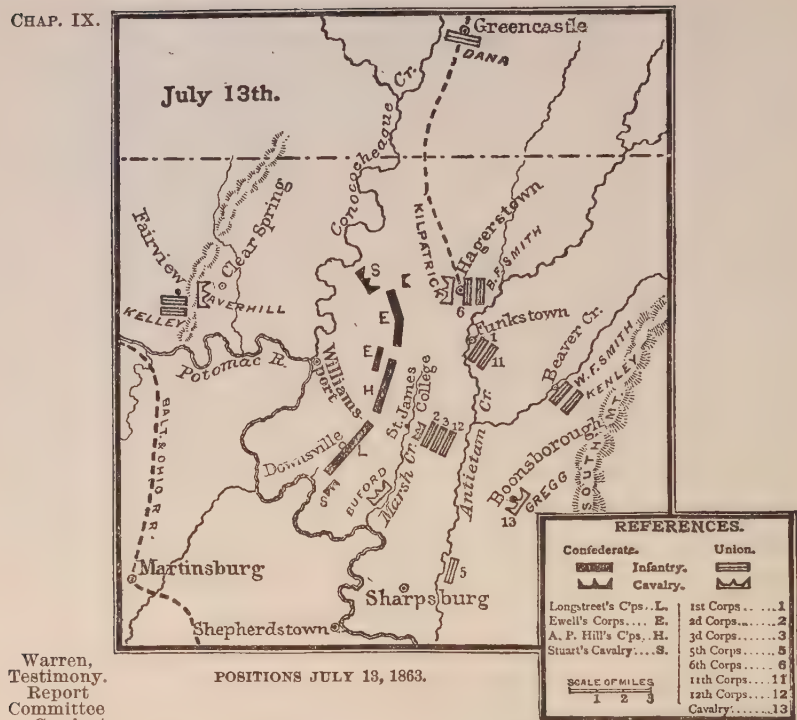 CHAP. IX.
Greencastle
DANA
July 13th.
Conococheague Cr.
Fairview
Clear Spring
KILPATRICK
Hagerstown
B.F. SMITH
AVERHILL
KELLEY
S
E
6
Funkstown
1
11
Beaver Cr.
W.F. SMITH
KENLEY
Potomac R.
Williams
port
E
H
St. James
College
2 3 12
SOUTH MT.
Boonsborough
GREGG
13
BALT. & OHIO R.R.
Downsville
L
S
BUFORD
Marsh Cr.
Antietam Cr.
5
Martinsburg
Sharpsburg
Shepherdstown
REFERENCES.
Confederate. Union.
Infantry.
Cavalry.
Longstreet's C'ps..L.
Ewell's Corps.... E.
A. P. Hill's C'ps..H.
Stuart's Cavalry...S.
SCALE OF MILES
1 2 3
1st Corps.....1
2d Corps.....2
3d Corps.....3
5th Corps.....5
6th Corps.....6
11th Corps....11
12th Corps....12
Cavalry.....13
POSITIONS JULY 13, 1863.
Warren,
Testimony.
Report
Committee